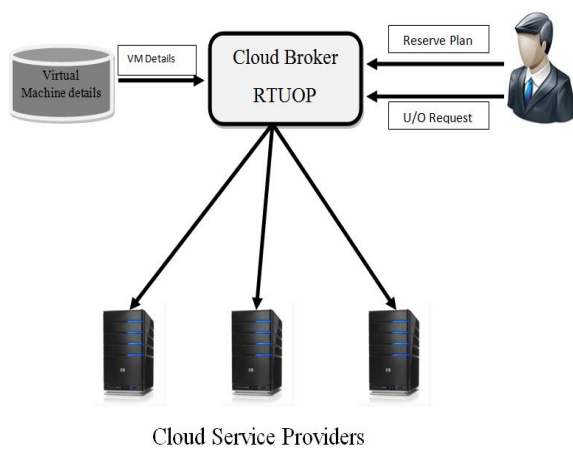 Virtual
Machine details
VM Details
Cloud Broker
RTUOP
Reserve Plan
U/O Request
Cloud Service Providers